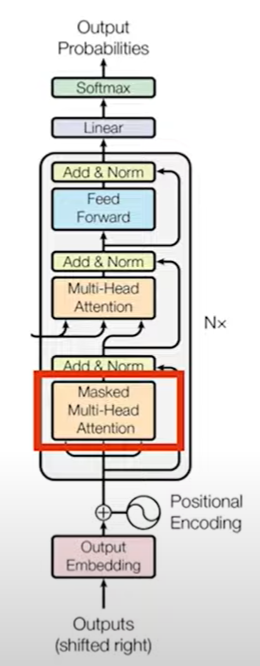 Output
Probabilities
Softmax
Linear
Add & Norm
Feed
Forward
Add & Norm
Multi-Head
Attention
N×
Add & Norm
Masked
Multi-Head
Attention
Positional
Encoding
Output
Embedding
Outputs
(shifted right)